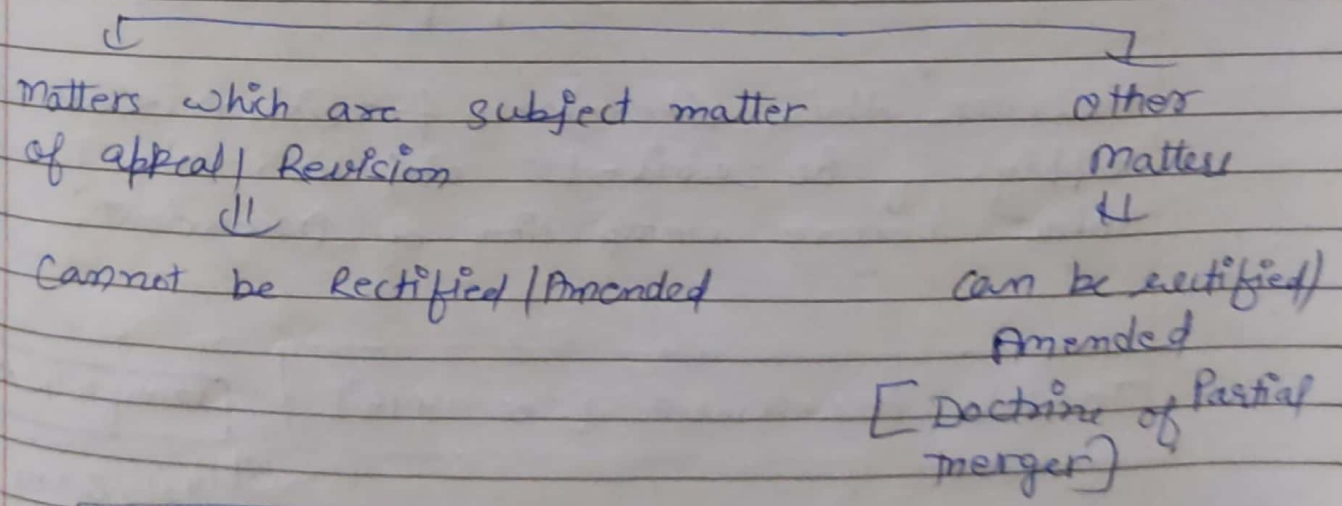 Matters which are subject matter
of appeal / Revision
Cannot be Rectified / Amended
other
matters
can be rectified /
Amended
[Doctrine of Partial
merger]